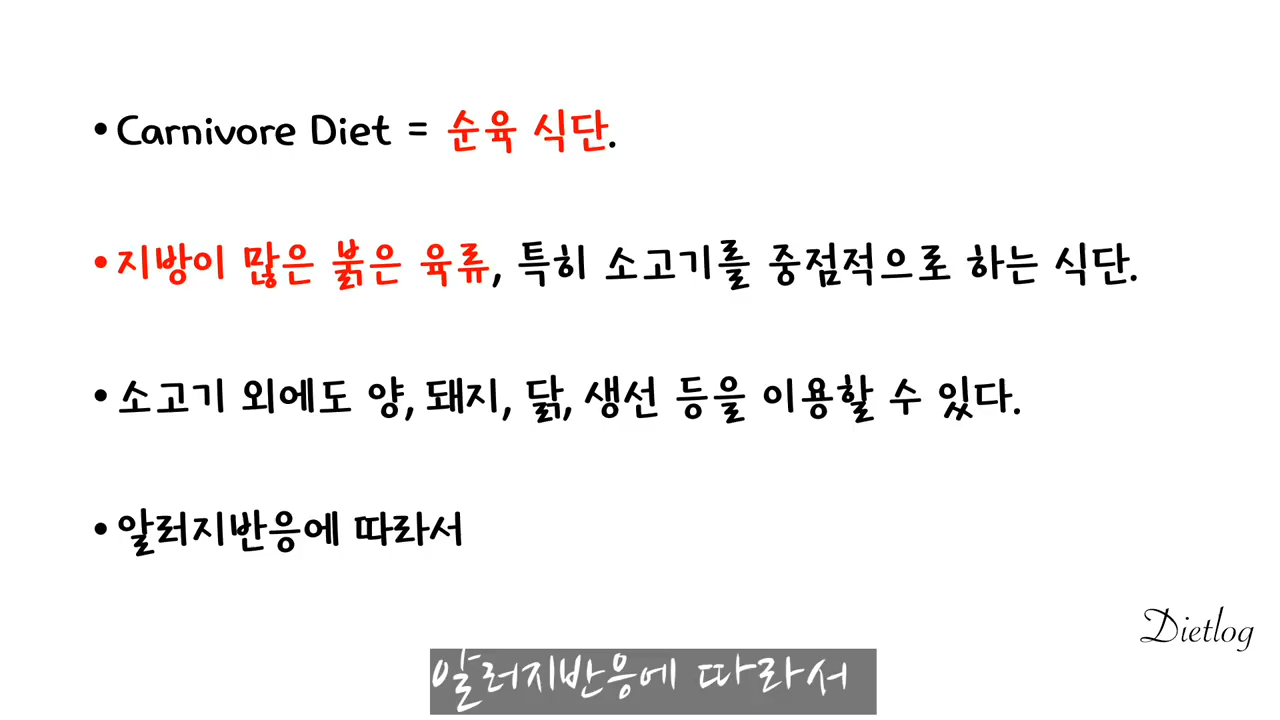 •Carnivore Diet = 순육 식단.
•지방이 많은 붉은 육류, 특히 소고기를 중점적으로 하는 식단.
•소고기 외에도 양, 돼지, 닭, 생선 등을 이용할 수 있다.
•알러지반응에 따라서
Dietlog
알러지반응에 따라서